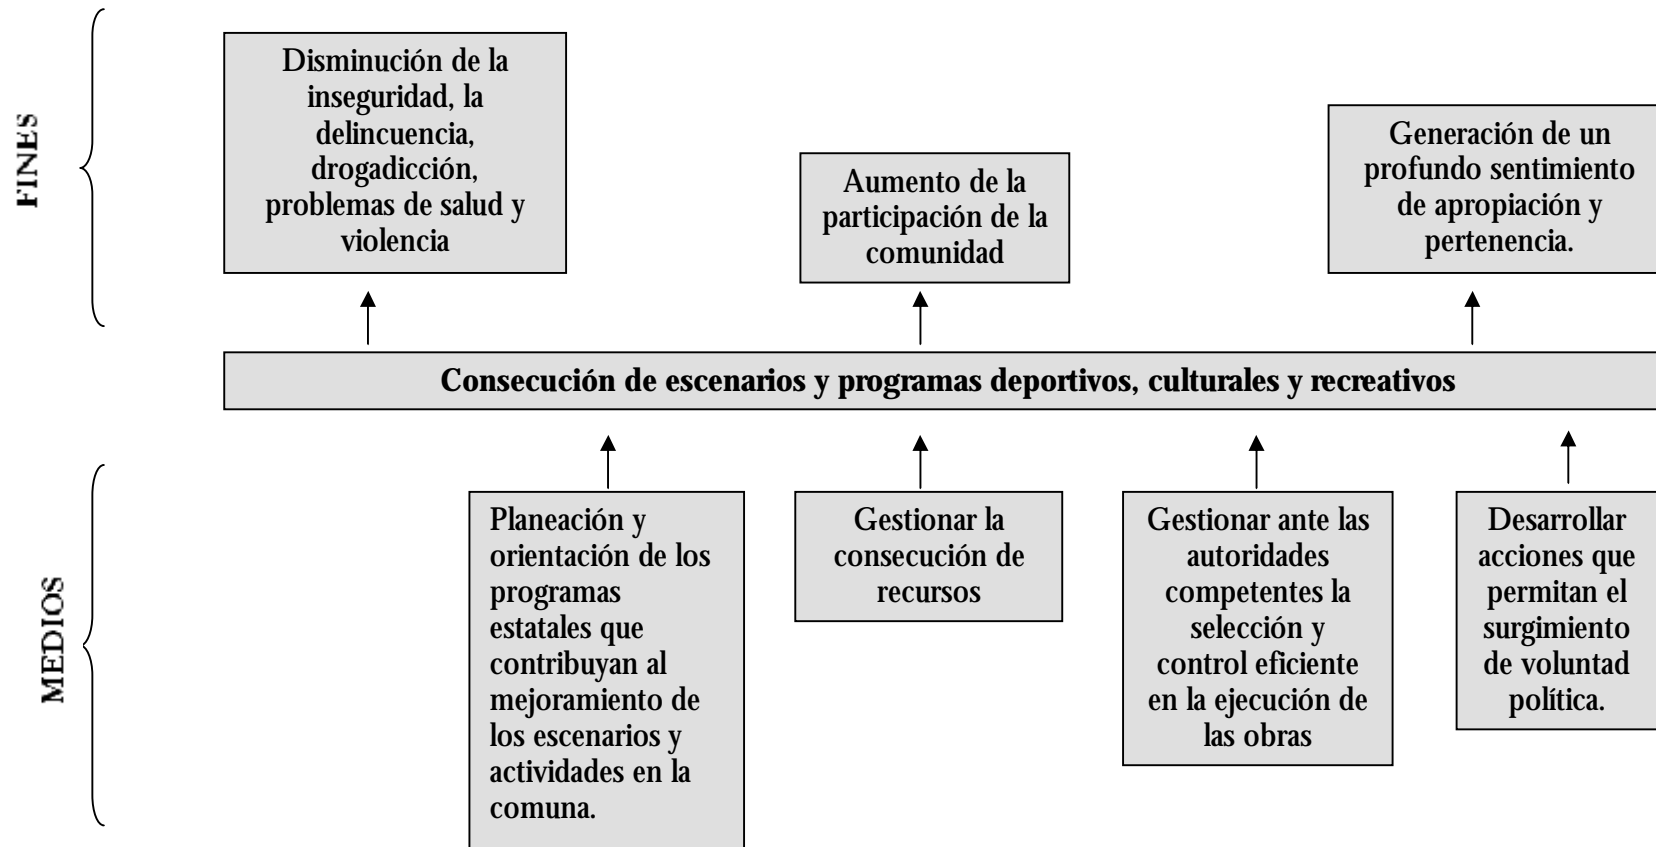 FINES
Disminución de la
inseguridad, la
delincuencia,
drogadicción,
problemas de salud y
violencia
Aumento de la
participación de la
comunidad
Generación de un
profundo sentimiento
de apropiación y
pertenencia.
Consecución de escenarios y programas deportivos, culturales y recreativos
MEDIOS
Planeación y
orientación de los
programas
estatales que
contribuyan al
mejoramiento de
los escenarios y
actividades en la
comuna.
Gestionar la
consecución de
recursos
Gestionar ante las
autoridades
competentes la
selección y
control eficiente
en la ejecución de
las obras
Desarrollar
acciones que
permitan el
surgimiento
de voluntad
política.